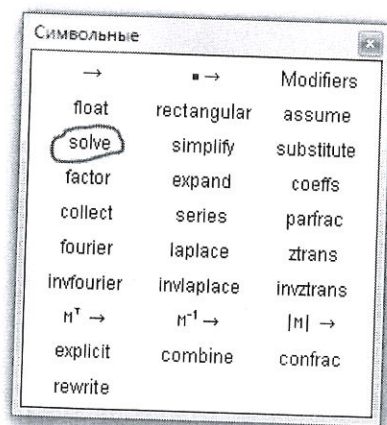 Символьные
→ ▪ → Modifiers
float rectangular assume
solve simplify substitute
factor expand coeffs
collect series parfrac
fourier laplace ztrans
invfourier invlaplace invztrans
Mᵀ → M⁻¹ → |M| →
explicit combine confrac
rewrite